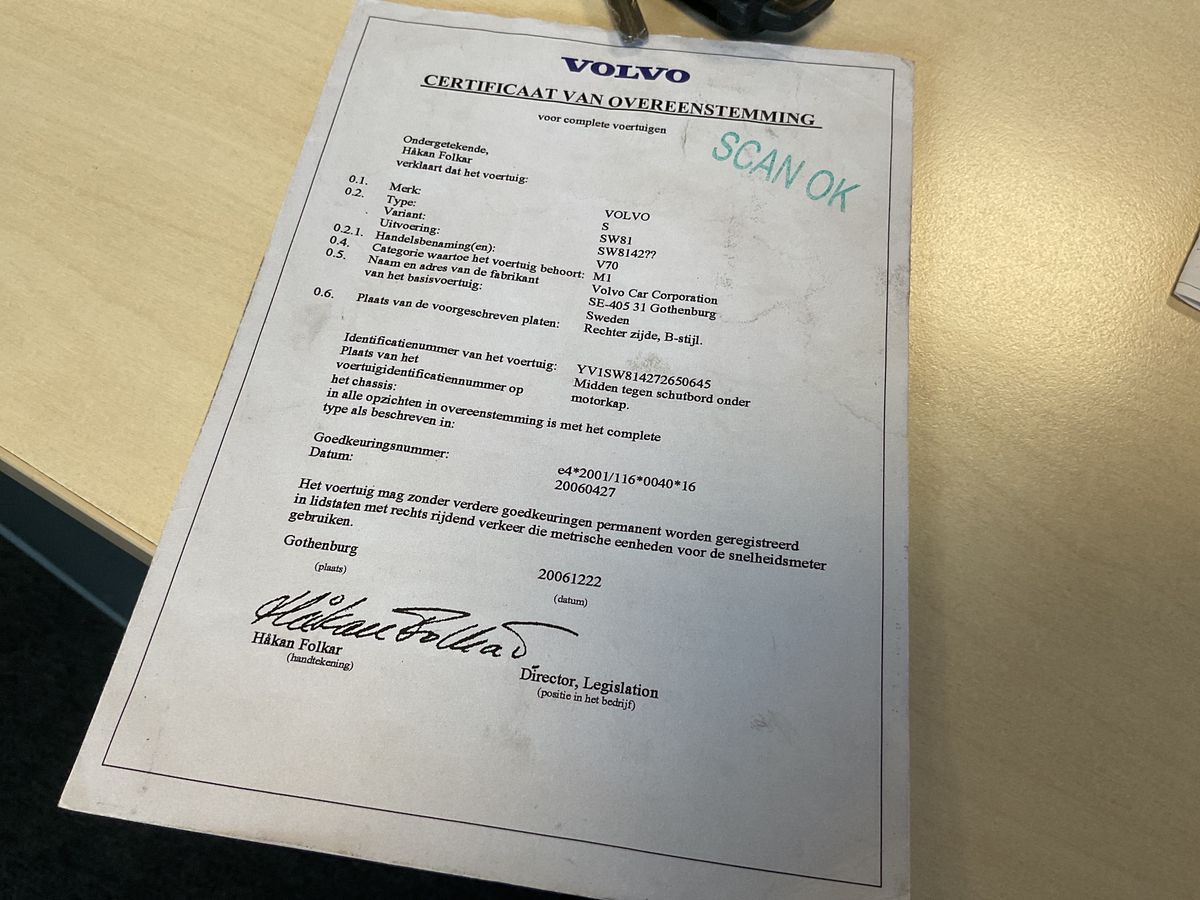 VOLVO
CERTIFICAAT VAN OVEREENSTEMMING
voor complete voertuigen
SCAN OK
Ondergetekende,
Håkan Folkar
verklaart dat het voertuig:
0.1. Merk: VOLVO
0.2. Type: S
Variant: SW81
Uitvoering: SW8142??
0.2.1. Handelsbenaming(en): V70
0.4. Categorie waartoe het voertuig behoort: M1
0.5. Naam en adres van de fabrikant Volvo Car Corporation
van het basisvoertuig: SE-405 31 Gothenburg
Sweden
0.6. Plaats van de voorgeschreven platen: Rechter zijde, B-stijl.
Identificatienummer van het voertuig: YV1SW814272650645
Plaats van het Midden tegen schutbord onder
voertuigidentificatiennummer op motorkap.
het chassis:
in alle opzichten in overeenstemming is met het complete
type als beschreven in:
Goedkeuringsnummer: e4*2001/116*0040*16
Datum: 20060427
Het voertuig mag zonder verdere goedkeuringen permanent worden geregistreerd
in lidstaten met rechts rijdend verkeer die metrische eenheden voor de snelheidsmeter
gebruiken.
Gothenburg 20061222
(plaats) (datum)
Håkan Folkar
Håkan Folkar Director, Legislation
(handtekening) (positie in het bedrijf)